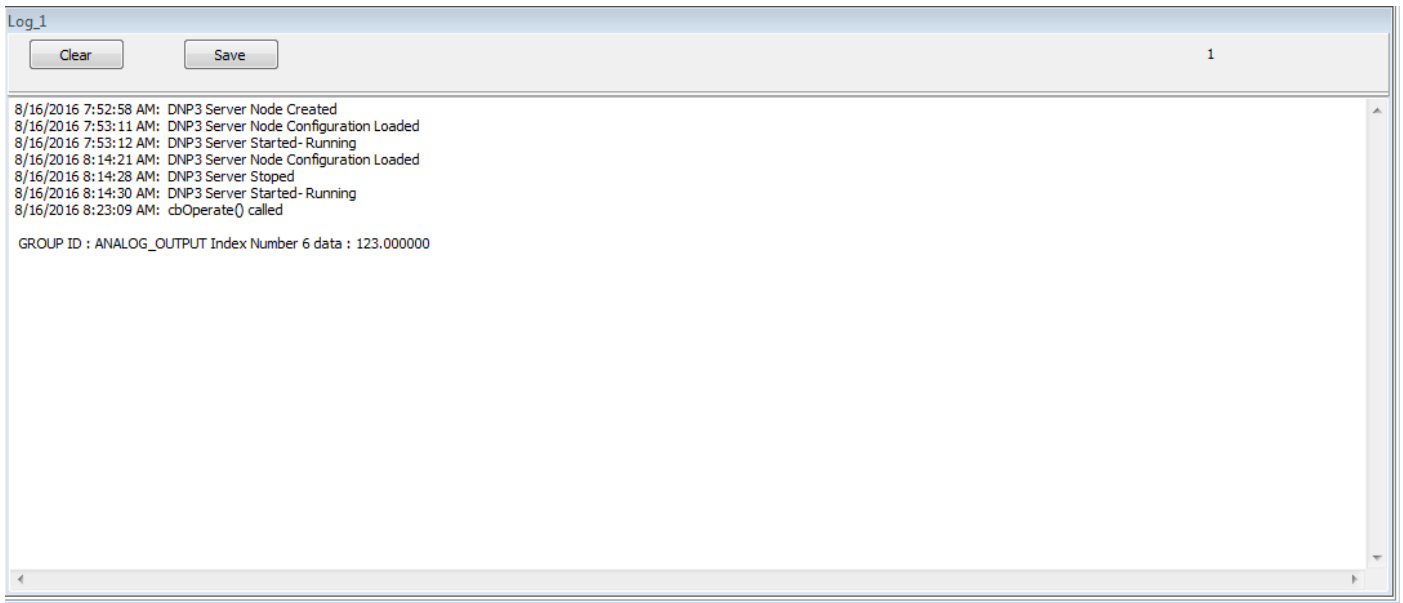 Log_1
Clear Save 1
8/16/2016 7:52:58 AM: DNP3 Server Node Created
8/16/2016 7:53:11 AM: DNP3 Server Node Configuration Loaded
8/16/2016 7:53:12 AM: DNP3 Server Started- Running
8/16/2016 8:14:21 AM: DNP3 Server Node Configuration Loaded
8/16/2016 8:14:28 AM: DNP3 Server Stoped
8/16/2016 8:14:30 AM: DNP3 Server Started- Running
8/16/2016 8:23:09 AM: cbOperate() called
GROUP ID : ANALOG_OUTPUT Index Number 6 data : 123.000000